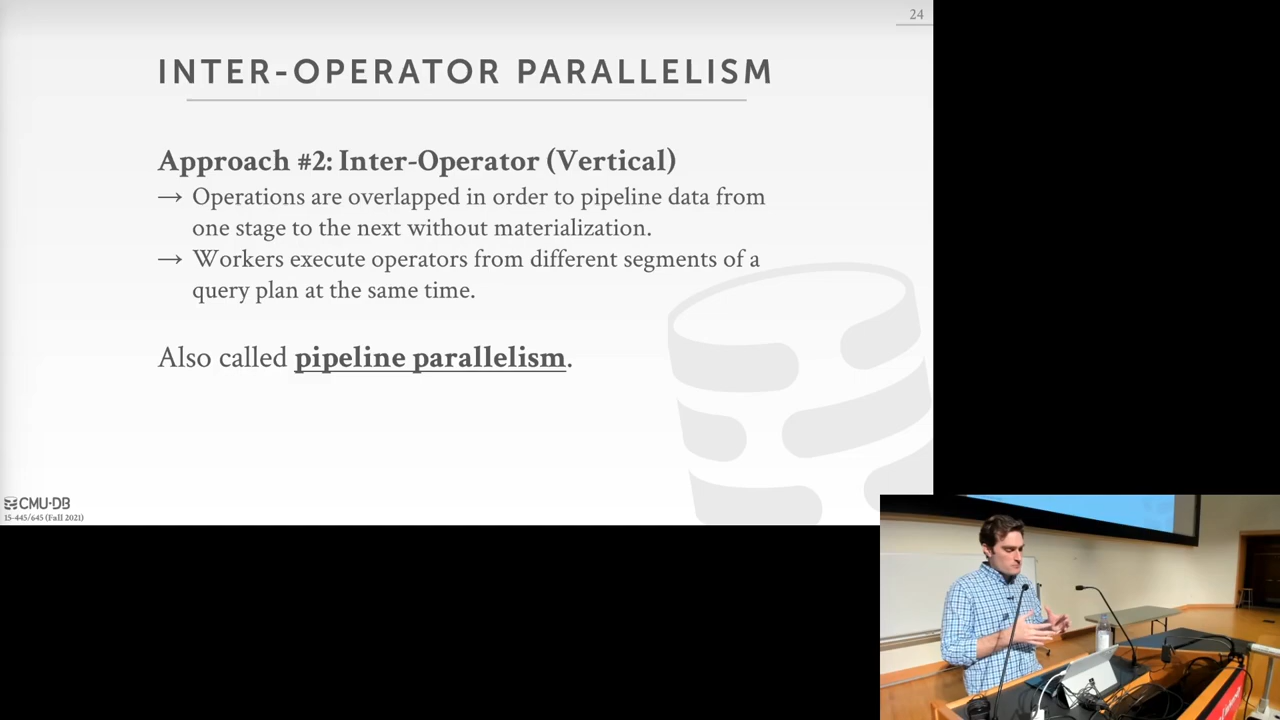 24
INTER-OPERATOR PARALLELISM
Approach #2: Inter-Operator (Vertical)
→ Operations are overlapped in order to pipeline data from
one stage to the next without materialization.
→ Workers execute operators from different segments of a
query plan at the same time.
Also called pipeline parallelism.
CMU·DB
15-445/645 (Fall 2021)